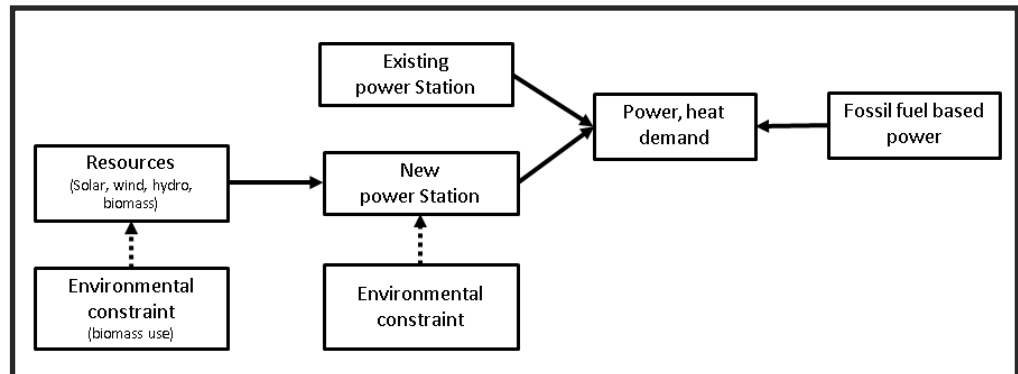 Existing
power Station
Power, heat
demand
Fossil fuel based
power
Resources
(Solar, wind, hydro,
biomass)
New
power Station
Environmental
constraint
(biomass use)
Environmental
constraint